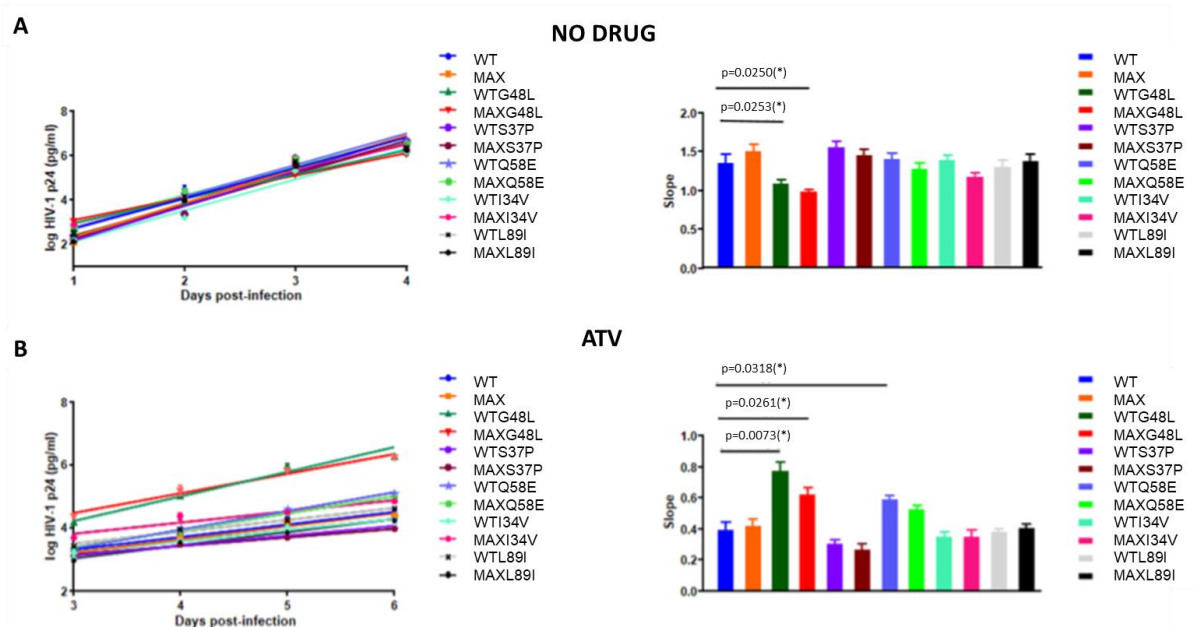 A
NO DRUG
log HIV-1 p24 (pg/ml)
8
6
4
2
1
2
3
4
Days post-infection
WT
MAX
WTG48L
MAXG48L
WTS37P
MAXS37P
WTQ58E
MAXQ58E
WTI34V
MAXI34V
WTL89I
MAXL89I
p=0.0250(*)
p=0.0253(*)
Slope
2.0
1.5
1.0
0.5
0.0
WT
MAX
WTG48L
MAXG48L
WTS37P
MAXS37P
WTQ58E
MAXQ58E
WTI34V
MAXI34V
WTL89I
MAXL89I
B
ATV
log HIV-1 p24 (pg/ml)
8
6
4
2
3
4
5
6
Days post-infection
WT
MAX
WTG48L
MAXG48L
WTS37P
MAXS37P
WTQ58E
MAXQ58E
WTI34V
MAXI34V
WTL89I
MAXL89I
p=0.0318(*)
p=0.0261(*)
p=0.0073(*)
Slope
1.0
0.8
0.6
0.4
0.2
0.0
WT
MAX
WTG48L
MAXG48L
WTS37P
MAXS37P
WTQ58E
MAXQ58E
WTI34V
MAXI34V
WTL89I
MAXL89I